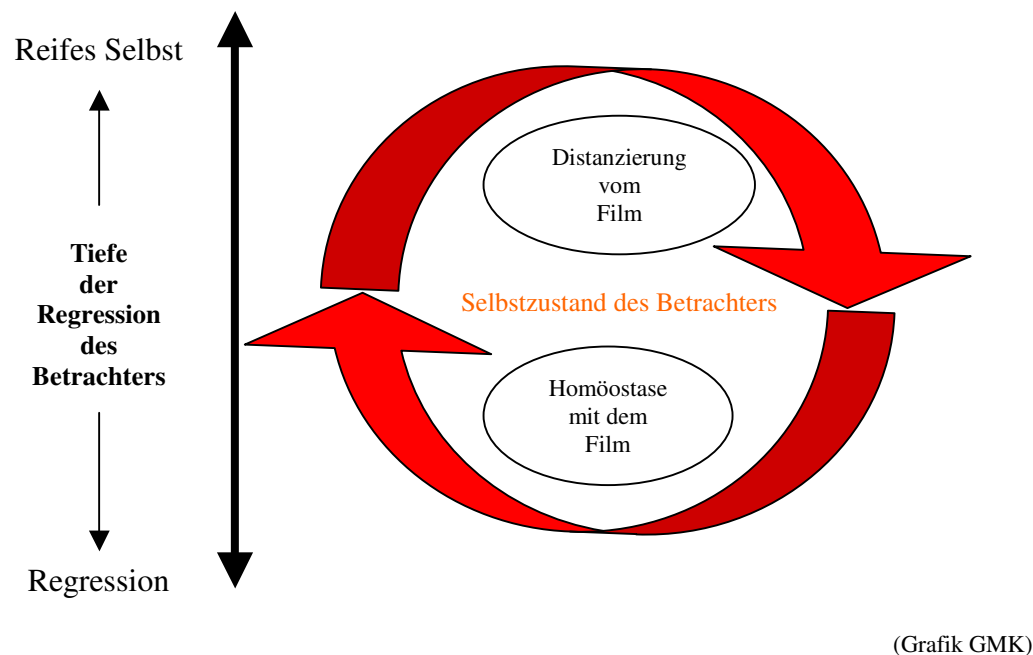 Reifes Selbst
Tiefe
der
Regression
des
Betrachters
Regression
Distanzierung
vom
Film
Selbstzustand des Betrachters
Homöostase
mit dem
Film
(Grafik GMK)